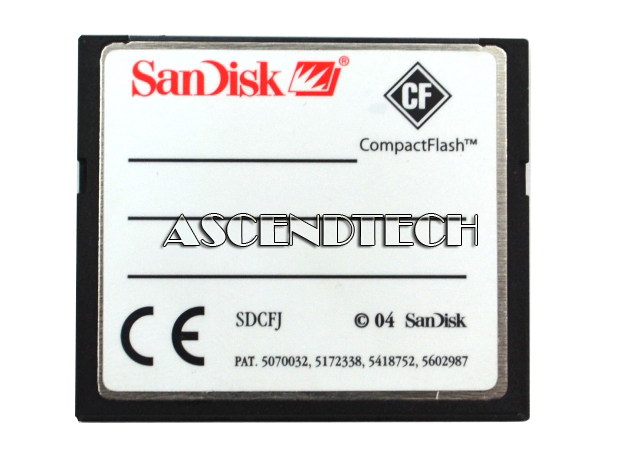 SanDisk®
CF
CompactFlash™
ASCENDTECH
CE
SDCFJ © 04 SanDisk
PAT. 5070032, 5172338, 5418752, 5602987